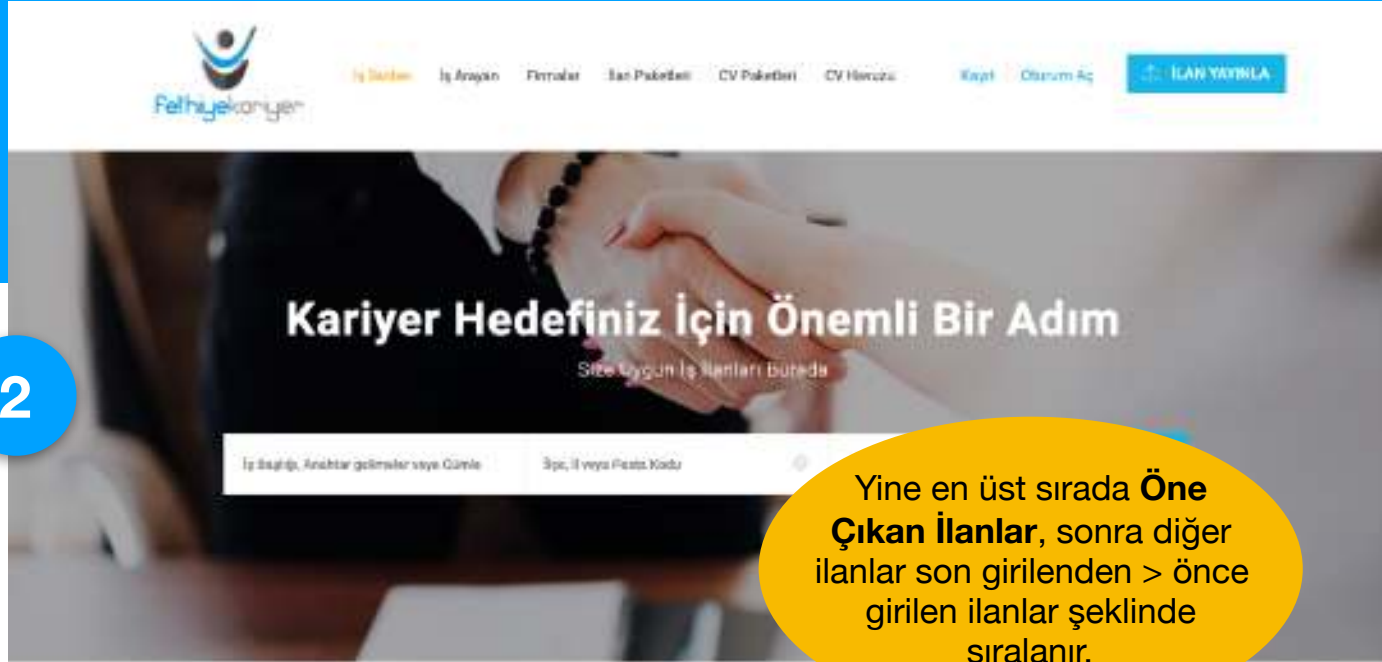 Fethiyekariyer
İş İlanları İş Arayan Firmalar İlan Paketleri CV Paketleri CV Havuzu Kayıt Oturum Aç İLAN YAYINLA
Kariyer Hedefiniz İçin Önemli Bir Adım
Size Uygun İş İlanları Burada
2
İş Başlığı, Anahtar kelimeler veya Cümle İlçe, İl veya Posta Kodu
Yine en üst sırada Öne
Çıkan İlanlar, sonra diğer
ilanlar son girilenden > önce
girilen ilanlar şeklinde
sıralanır.